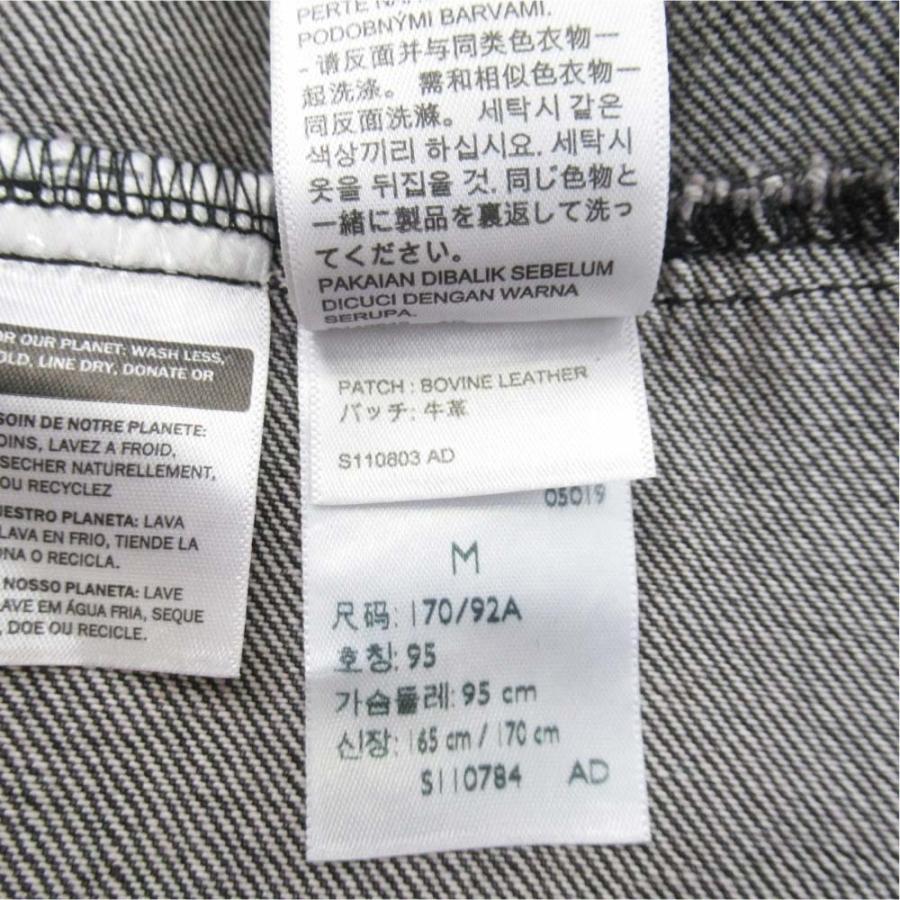 PERTE
PODOBNÝMI BARVAMI.
- 请反面并与同类色衣物一
起洗涤。需和相似色衣物一
同反面洗滌。세탁시 같은
색상끼리 하십시요. 세탁시
옷을 뒤집을 것. 同じ色物と
一緒に製品を裏返して洗っ
てください。
PAKAIAN DIBALIK SEBELUM
DICUCI DENGAN WARNA
SERUPA.
PATCH : BOVINE LEATHER
パッチ: 牛革
S110803 AD
05019
M
尺码: 170/92A
호칭: 95
가슴둘레: 95 cm
신장: 165 cm / 170 cm
S110784 AD
OR OUR PLANET: WASH LESS,
OLD, LINE DRY, DONATE OR
SOIN DE NOTRE PLANETE:
OINS, LAVEZ A FROID,
SECHER NATURELLEMENT,
OU RECYCLEZ
UESTRO PLANETA: LAVA
LAVA EN FRIO, TIENDE LA
ONA O RECICLA.
NOSSO PLANETA: LAVE
LAVE EM ÁGUA FRIA, SEQUE
, DOE OU RECICLE.